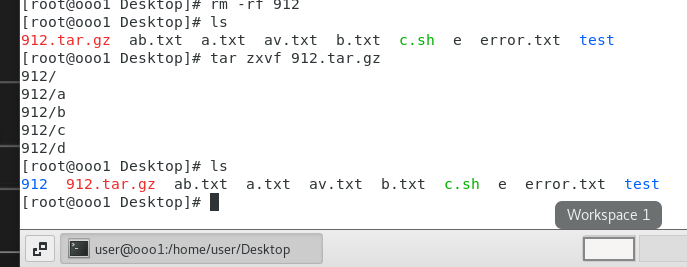 [root@ooo1 Desktop]# rm -rf 912
[root@ooo1 Desktop]# ls
912.tar.gz  ab.txt  a.txt  av.txt  b.txt  c.sh  e  error.txt  test
[root@ooo1 Desktop]# tar zxvf 912.tar.gz
912/
912/a
912/b
912/c
912/d
[root@ooo1 Desktop]# ls
912  912.tar.gz  ab.txt  a.txt  av.txt  b.txt  c.sh  e  error.txt  test
[root@ooo1 Desktop]#
Workspace 1
user@ooo1:/home/user/Desktop